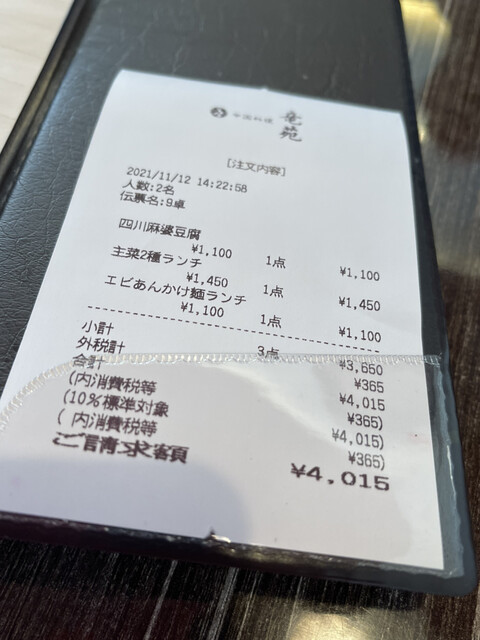 中国料理 竜苑
[注文内容]
2021/11/12 14:22:58
人数:2名
伝票名:9卓
四川麻婆豆腐
¥1,100 1点 ¥1,100
主菜2種ランチ
¥1,450 1点 ¥1,450
エビあんかけ麺ランチ
¥1,100 1点 ¥1,100
小計 3点 ¥3,650
外税計 ¥365
合計 ¥4,015
(内消費税等 ¥365)
(10%標準対象 ¥4,015)
( 内消費税等 ¥365)
ご請求額 ¥4,015